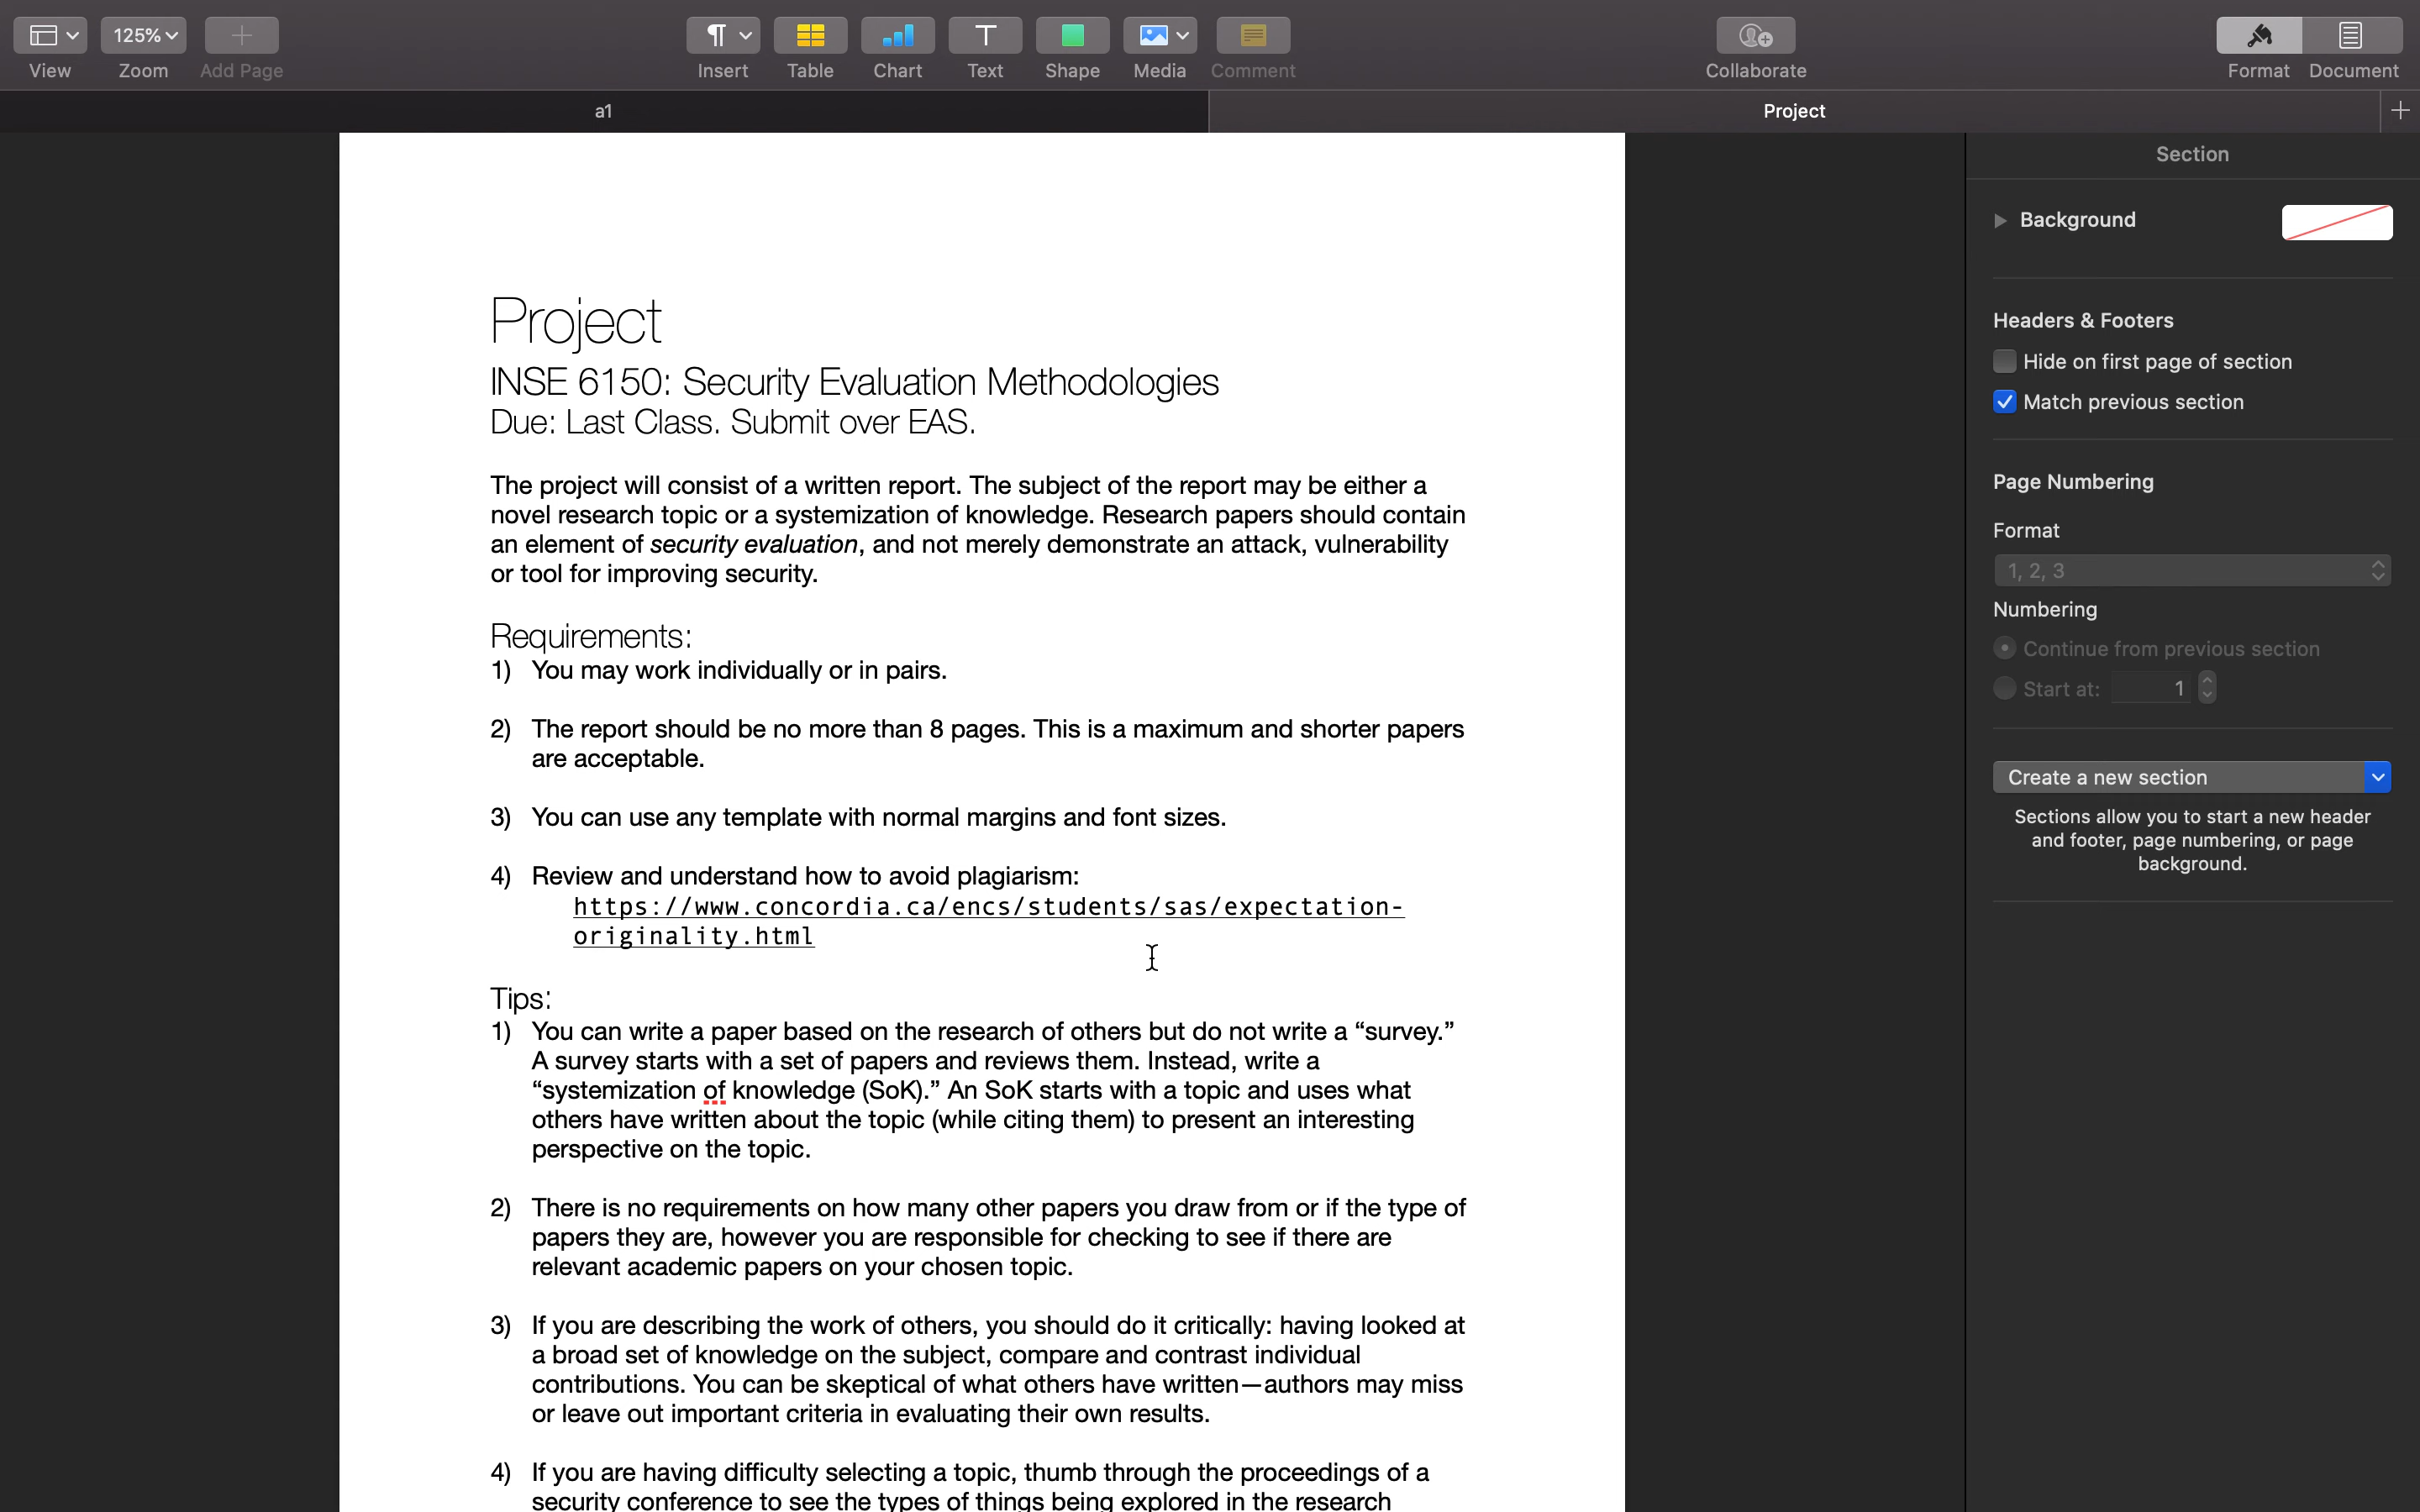 125%
View
Zoom
Add Page
Insert
Table
Chart
Text
Shape
Media
Comment
Collaborate
Format
Document
a1
Project
Project
INSE 6150: Security Evaluation Methodologies
Due: Last Class. Submit over EAS.
The project will consist of a written report. The subject of the report may be either a
novel research topic or a systemization of knowledge. Research papers should contain
an element of security evaluation, and not merely demonstrate an attack, vulnerability
or tool for improving security.
Requirements:
1) You may work individually or in pairs.
2) The report should be no more than 8 pages. This is a maximum and shorter papers
are acceptable.
3) You can use any template with normal margins and font sizes.
4) Review and understand how to avoid plagiarism:
https://www.concordia.ca/encs/students/sas/expectation-
originality.html
Tips:
1) You can write a paper based on the research of others but do not write a “survey.”
A survey starts with a set of papers and reviews them. Instead, write a
“systemization of knowledge (SoK).” An SoK starts with a topic and uses what
others have written about the topic (while citing them) to present an interesting
perspective on the topic.
2) There is no requirements on how many other papers you draw from or if the type of
papers they are, however you are responsible for checking to see if there are
relevant academic papers on your chosen topic.
3) If you are describing the work of others, you should do it critically: having looked at
a broad set of knowledge on the subject, compare and contrast individual
contributions. You can be skeptical of what others have written—authors may miss
or leave out important criteria in evaluating their own results.
4) If you are having difficulty selecting a topic, thumb through the proceedings of a
security conference to see the types of things being explored in the research
Section
Background
Headers & Footers
Hide on first page of section
Match previous section
Page Numbering
Format
1, 2, 3
Numbering
Continue from previous section
Start at: 1
Create a new section
Sections allow you to start a new header
and footer, page numbering, or page
background.